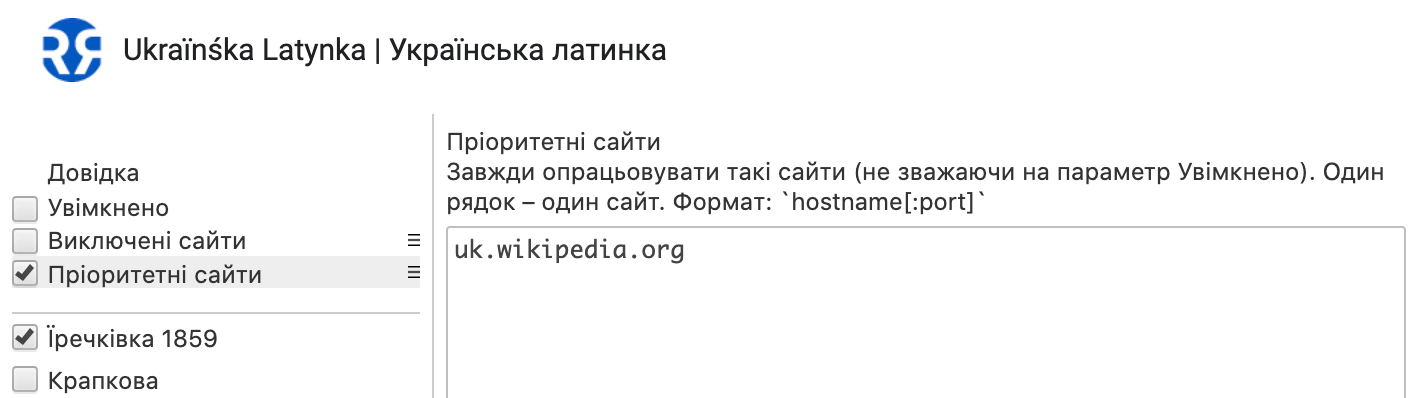 Ukraїnśka Latynka | Українська латинка
Довідка
Увімкнено
Виключені сайти
Пріоритетні сайти
Їречківка 1859
Крапкова
Пріоритетні сайти
Завжди опрацьовувати такі сайти (не зважаючи на параметр Увімкнено). Один
рядок – один сайт. Формат: `hostname[:port]`
uk.wikipedia.org